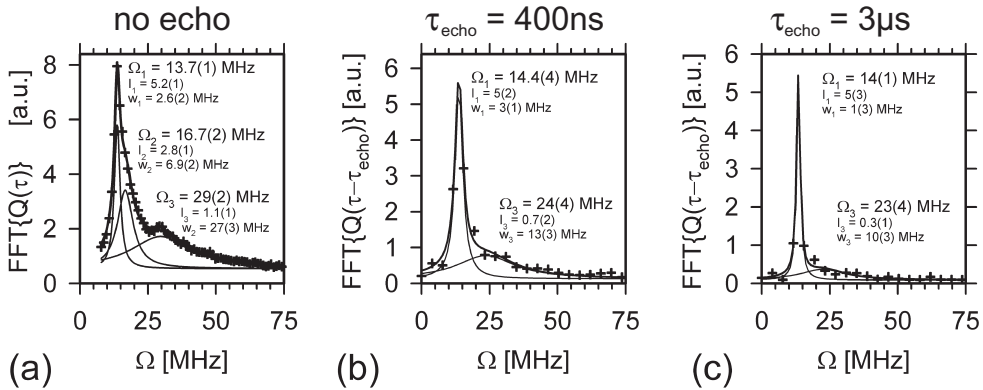 no echo
8
6
4
2
0
FFT{Q(τ)} [a.u.]
Ω1 = 13.7(1) MHz
I1 = 5.2(1)
w1 = 2.6(2) MHz
Ω2 = 16.7(2) MHz
I2 = 2.8(1)
w2 = 6.9(2) MHz
Ω3 = 29(2) MHz
I3 = 1.1(1)
w2 = 27(3) MHz
0 25 50 75
(a) Ω [MHz]
τecho = 400ns
6
5
4
3
2
1
0
FFT{Q(τ−τecho)} [a.u.]
Ω1 = 14.4(4) MHz
I1 = 5(2)
w1 = 3(1) MHz
Ω3 = 24(4) MHz
I3 = 0.7(2)
w3 = 13(3) MHz
0 25 50 75
(b) Ω [MHz]
τecho = 3μs
6
5
4
3
2
1
0
FFT{Q(τ−τecho)} [a.u.]
Ω1 = 14(1) MHz
I1 = 5(3)
w1 = 1(3) MHz
Ω3 = 23(4) MHz
I3 = 0.3(1)
w3 = 10(3) MHz
0 25 50 75
(c) Ω [MHz]